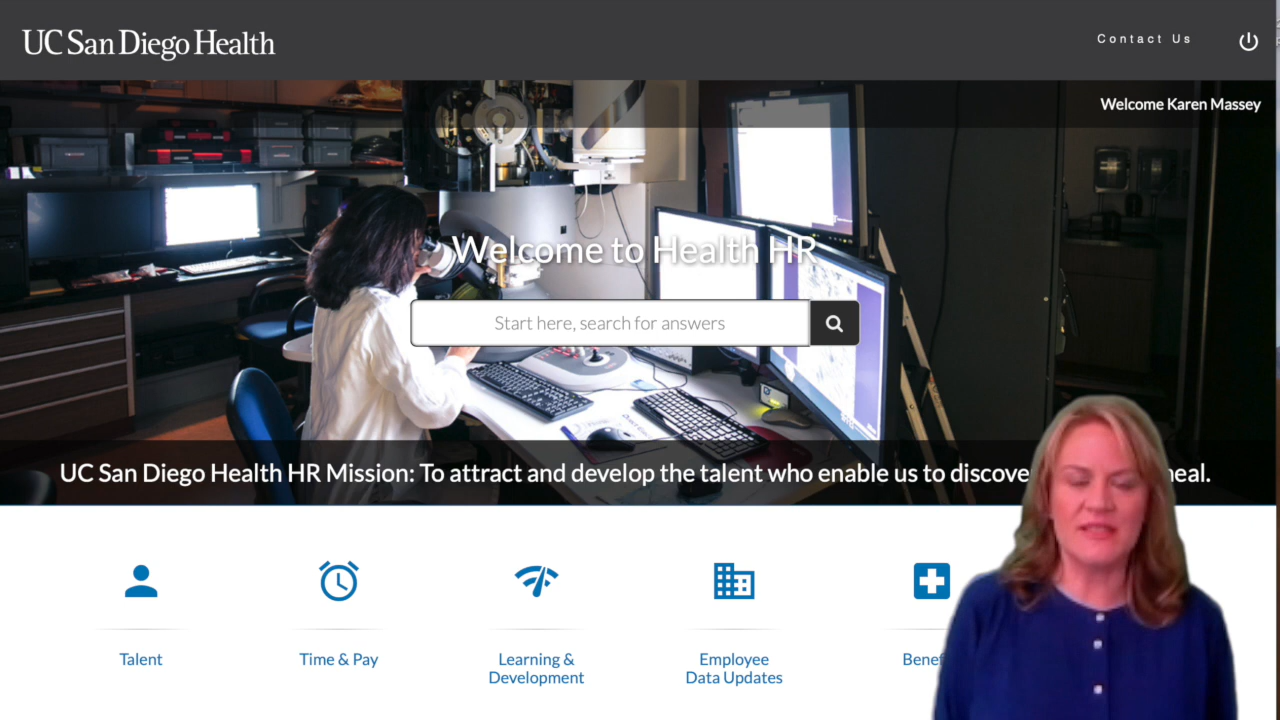 UC San Diego Health
Contact Us
Welcome Karen Massey
Welcome to Health HR
Start here, search for answers
UC San Diego Health HR Mission: To attract and develop the talent who enable us to discover heal.
Talent
Time & Pay
Learning &
Development
Employee
Data Updates